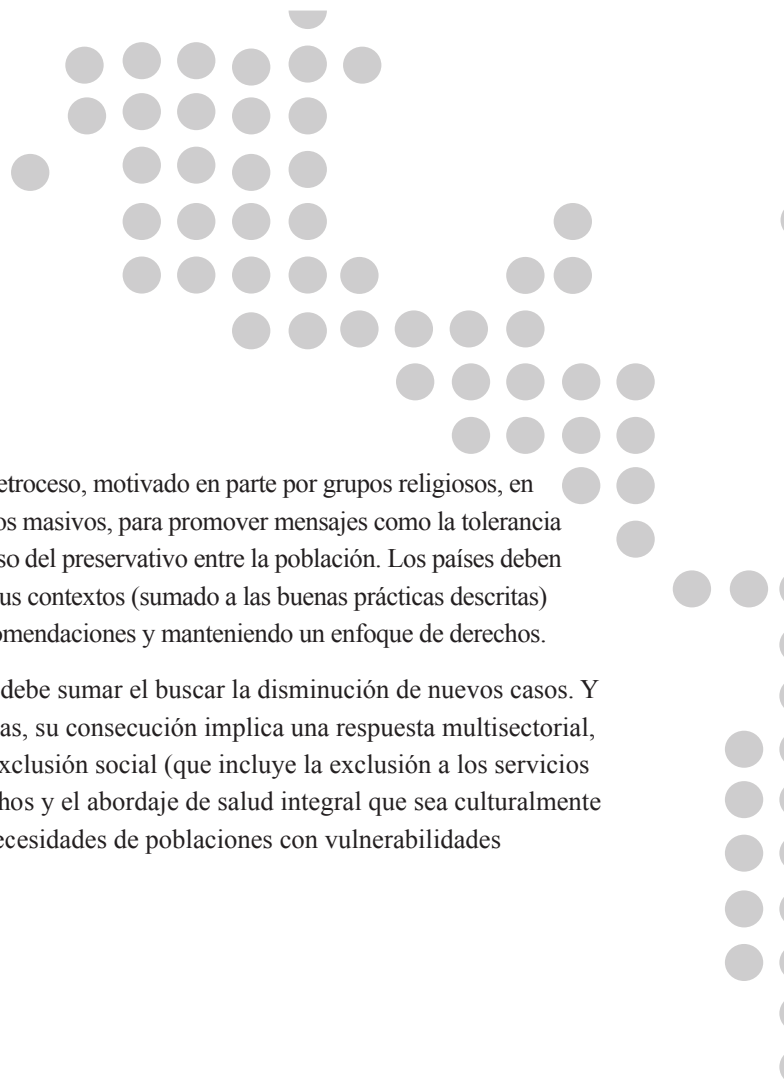 etroceso, motivado en parte por grupos religiosos, en
os masivos, para promover mensajes como la tolerancia
so del preservativo entre la población. Los países deben
us contextos (sumado a las buenas prácticas descritas)
omendaciones y manteniendo un enfoque de derechos.
debe sumar el buscar la disminución de nuevos casos. Y
as, su consecución implica una respuesta multisectorial,
xclusión social (que incluye la exclusión a los servicios
hos y el abordaje de salud integral que sea culturalmente
ecesidades de poblaciones con vulnerabilidades